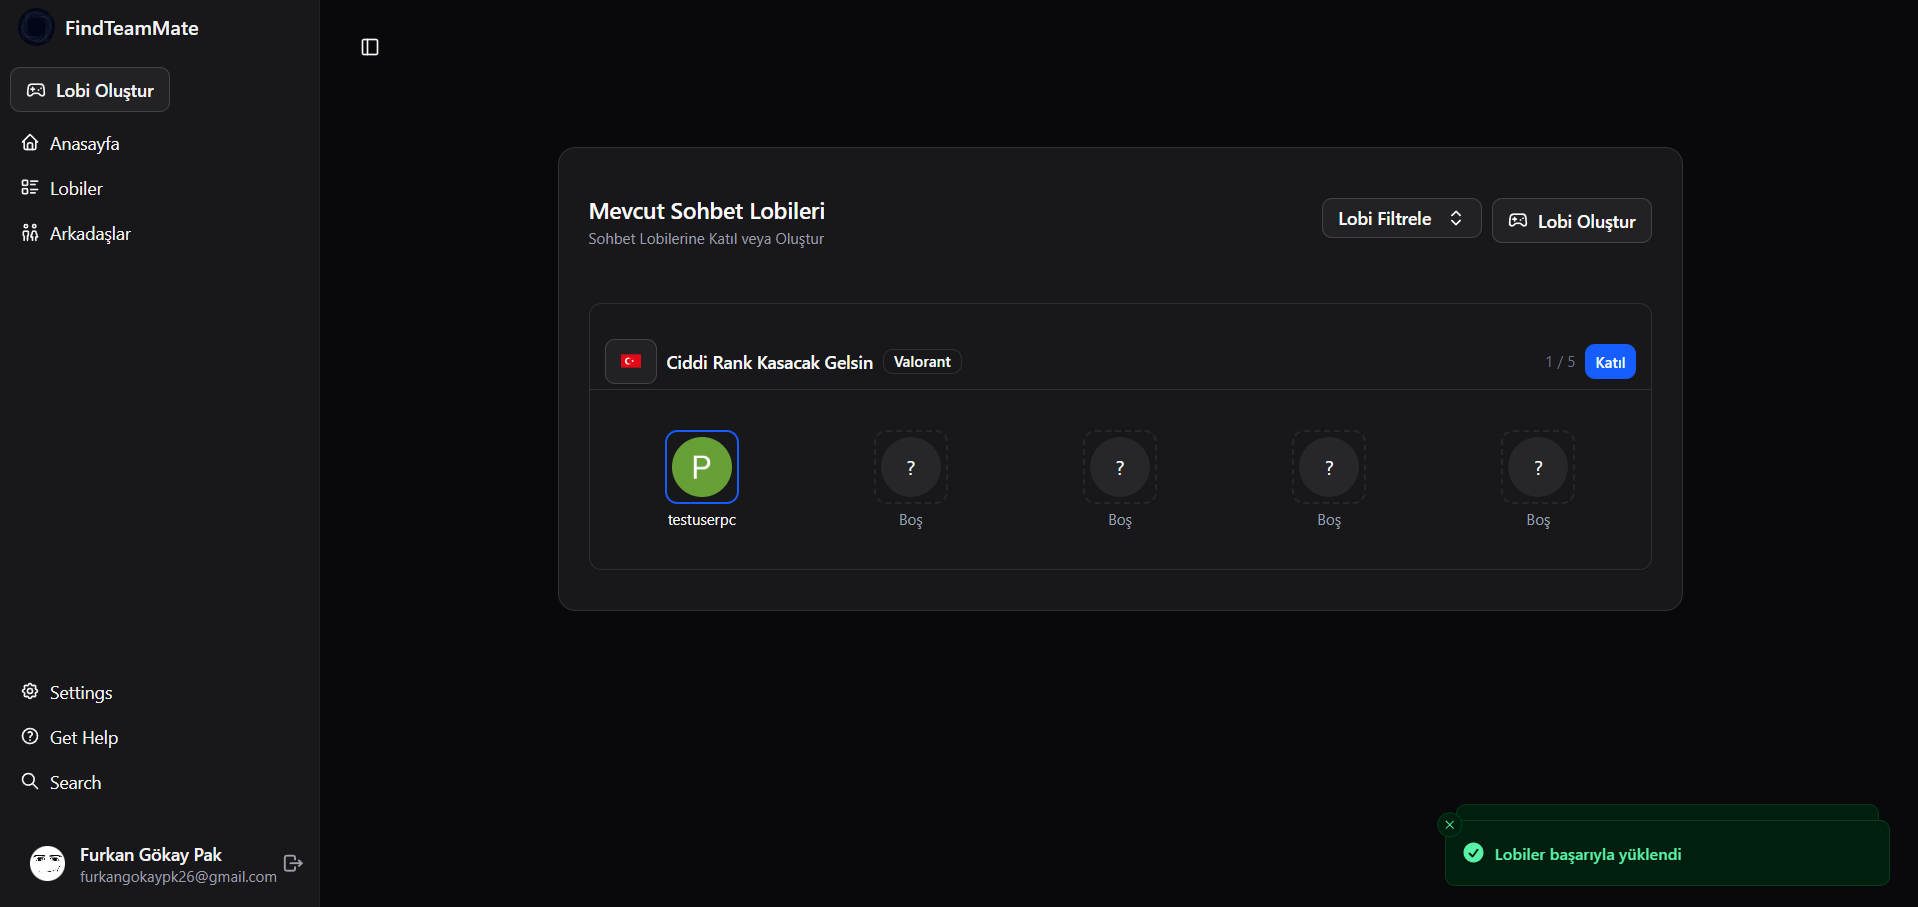 FindTeamMate
Lobi Oluştur
Anasayfa
Lobiler
Arkadaşlar
Settings
Get Help
Search
Furkan Gökay Pak
furkangokaypk26@gmail.com
Mevcut Sohbet Lobileri
Sohbet Lobilerine Katıl veya Oluştur
Lobi Filtrele
Lobi Oluştur
Ciddi Rank Kasacak Gelsin Valorant
1 / 5 Katıl
P ? ? ? ?
testuserpc Boş Boş Boş Boş
Lobiler başarıyla yüklendi